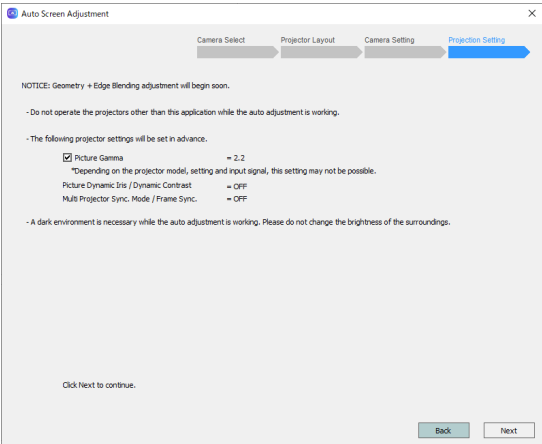 Auto Screen Adjustment
Camera Select
Projector Layout
Camera Setting
Projection Setting
NOTICE: Geometry + Edge Blending adjustment will begin soon.
- Do not operate the projectors other than this application while the auto adjustment is working.
- The following projector settings will be set in advance.
Picture Gamma = 2.2
*Depending on the projector model, setting and input signal, this setting may not be possible.
Picture Dynamic Iris / Dynamic Contrast = OFF
Multi Projector Sync. Mode / Frame Sync. = OFF
- A dark environment is necessary while the auto adjustment is working. Please do not change the brightness of the surroundings.
Click Next to continue.
Back
Next